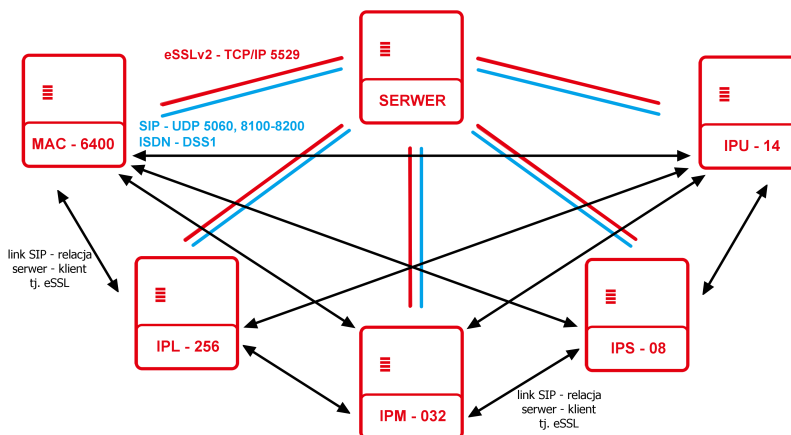 eSSLv2 - TCP/IP 5529
SERWER
SIP - UDP 5060, 8100-8200
ISDN - DSS1
MAC - 6400
IPU - 14
link SIP - relacja
serwer - klient
tj. eSSL
IPL - 256
IPS - 08
IPM - 032
link SIP - relacja
serwer - klient
tj. eSSL